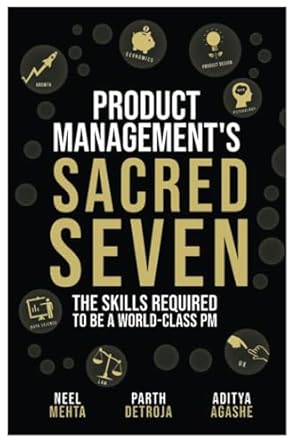 ECONOMICS
PRODUCT DESIGN
GROWTH
PSYCHOLOGY
PRODUCT
MANAGEMENT'S
SACRED
SEVEN
THE SKILLS REQUIRED
TO BE A WORLD-CLASS PM
DATA SCIENCE
LAW
UX
NEEL PARTH ADITYA
MEHTA DETROJA AGASHE